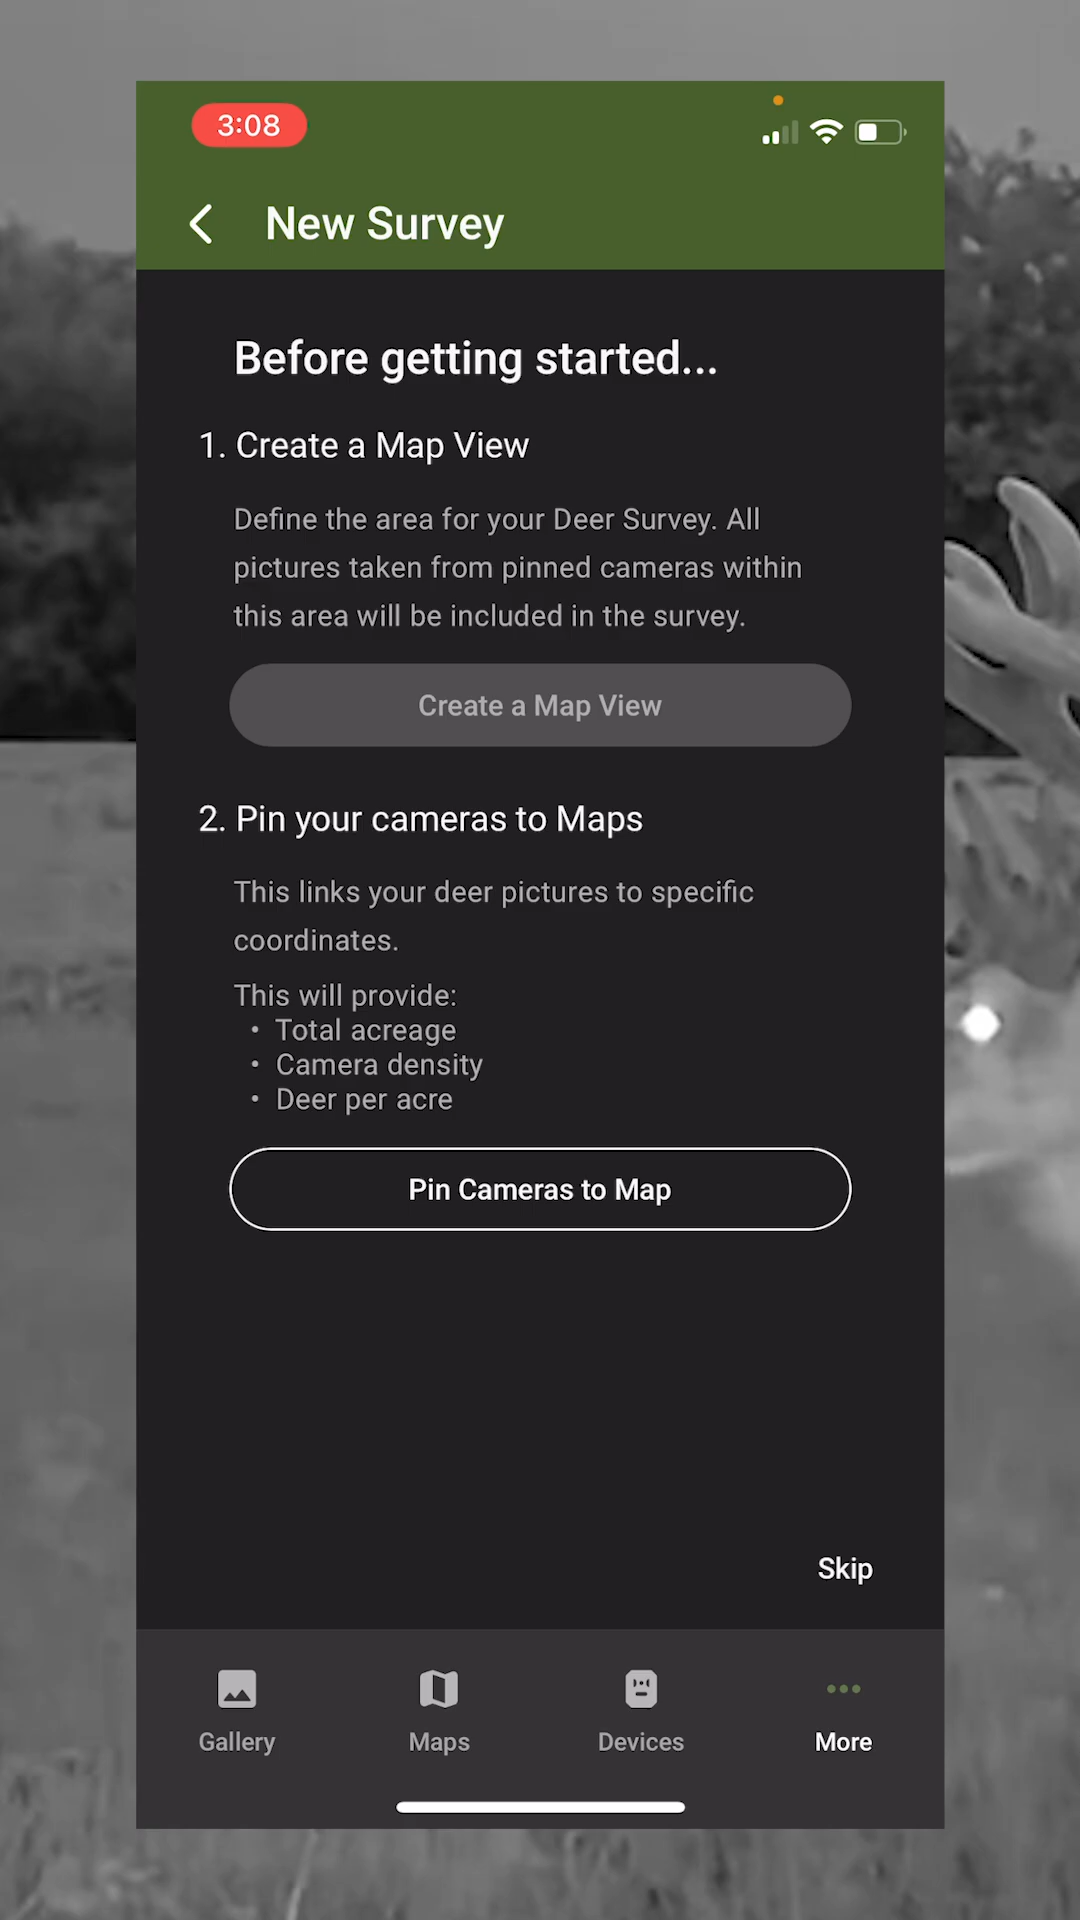 3:08
New Survey
Before getting started...
1. Create a Map View
Define the area for your Deer Survey. All
pictures taken from pinned cameras within
this area will be included in the survey.
Create a Map View
2. Pin your cameras to Maps
This links your deer pictures to specific
coordinates.
This will provide:
• Total acreage
• Camera density
• Deer per acre
Pin Cameras to Map
Skip
Gallery
Maps
Devices
More